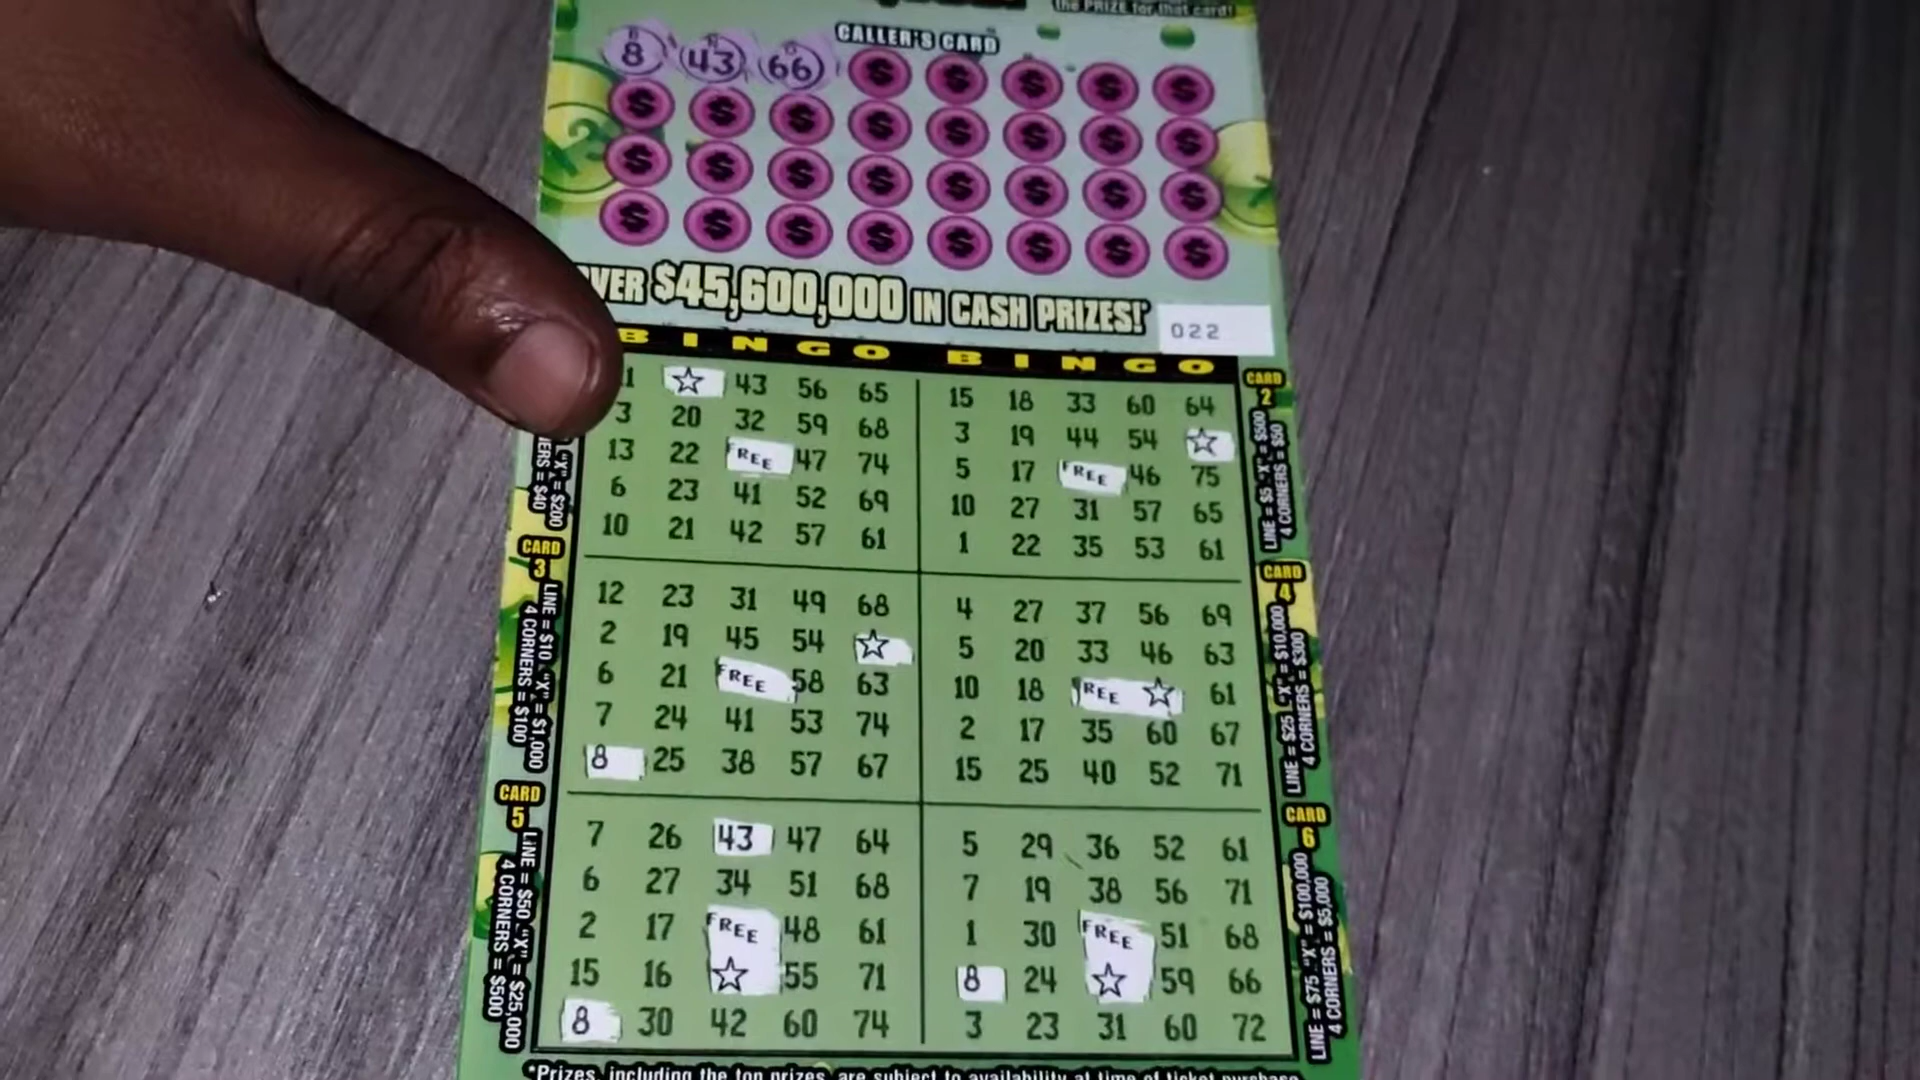 the PRIZE for that card!
CALLER'S CARD
B 8 43 G 66
$ $ $ $ $
$ $ $ $ $ $ $ $
$ $ $ $ $ $ $ $
$ $ $ $ $ $ $ $
$45,600,000 IN CASH PRIZES!*
022
B I N G O B I N G O
43 56 65
3 20 32 59 68
13 22 FREE 47 74
6 23 41 52 69
10 21 42 57 61
"X" = $200
= $40
15 18 33 60 64
3 19 44 54
5 17 FREE 46 75
10 27 31 57 65
1 22 35 53 61
CARD 2
LINE = $5 "X" = $500
4 CORNERS = $50
CARD 3
LINE = $10 "X" = $1,000
4 CORNERS = $100
12 23 31 49 68
2 19 45 54
6 21 FREE 58 63
7 24 41 53 74
8 25 38 57 67
4 27 37 56 69
5 20 33 46 63
10 18 FREE 61
2 17 35 60 67
15 25 40 52 71
CARD 4
LINE = $25 "X" = $10,000
4 CORNERS = $300
CARD 5
LINE = $50 "X" = $25,000
4 CORNERS = $500
7 26 43 47 64
6 27 34 51 68
2 17 FREE 48 61
15 16 55 71
8 30 42 60 74
5 29 36 52 61
7 19 38 56 71
1 30 FREE 51 68
8 24 59 66
3 23 31 60 72
CARD 6
LINE = $75 "X" = $100,000
4 CORNERS = $5,000
*Prizes, including the top prizes, are subject to availability at time of ticket purchase